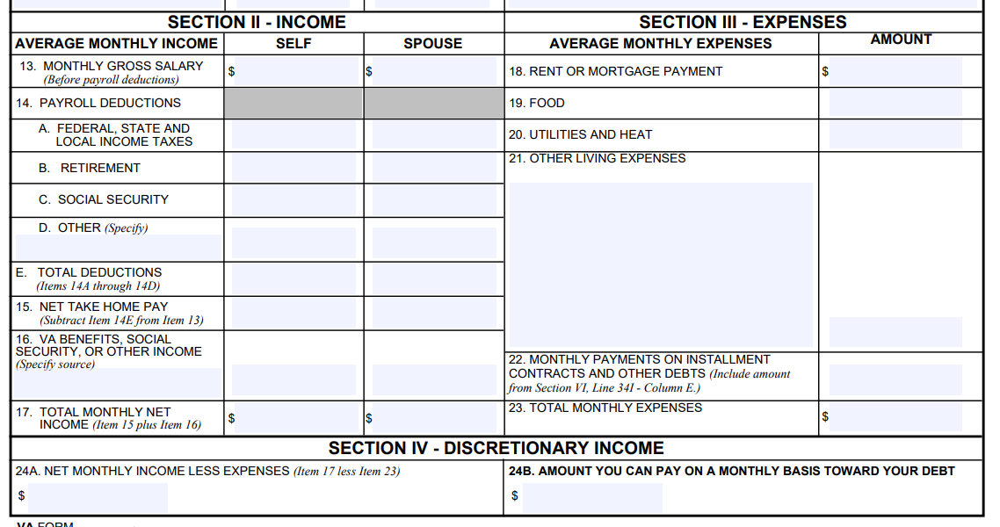 SECTION II - INCOME
SECTION III - EXPENSES
AVERAGE MONTHLY INCOME
SELF
SPOUSE
AVERAGE MONTHLY EXPENSES
AMOUNT
13. MONTHLY GROSS SALARY
(Before payroll deductions)
$
$
18. RENT OR MORTGAGE PAYMENT
$
14. PAYROLL DEDUCTIONS
19. FOOD
A. FEDERAL, STATE AND
LOCAL INCOME TAXES
20. UTILITIES AND HEAT
B. RETIREMENT
21. OTHER LIVING EXPENSES
C. SOCIAL SECURITY
D. OTHER (Specify)
E. TOTAL DEDUCTIONS
(Items 14A through 14D)
15. NET TAKE HOME PAY
(Subtract Item 14E from Item 13)
16. VA BENEFITS, SOCIAL
SECURITY, OR OTHER INCOME
(Specify source)
22. MONTHLY PAYMENTS ON INSTALLMENT
CONTRACTS AND OTHER DEBTS (Include amount
from Section VI, Line 34I - Column E.)
17. TOTAL MONTHLY NET
INCOME (Item 15 plus Item 16)
$
$
23. TOTAL MONTHLY EXPENSES
$
SECTION IV - DISCRETIONARY INCOME
24A. NET MONTHLY INCOME LESS EXPENSES (Item 17 less Item 23)
$
24B. AMOUNT YOU CAN PAY ON A MONTHLY BASIS TOWARD YOUR DEBT
$
VA FORM